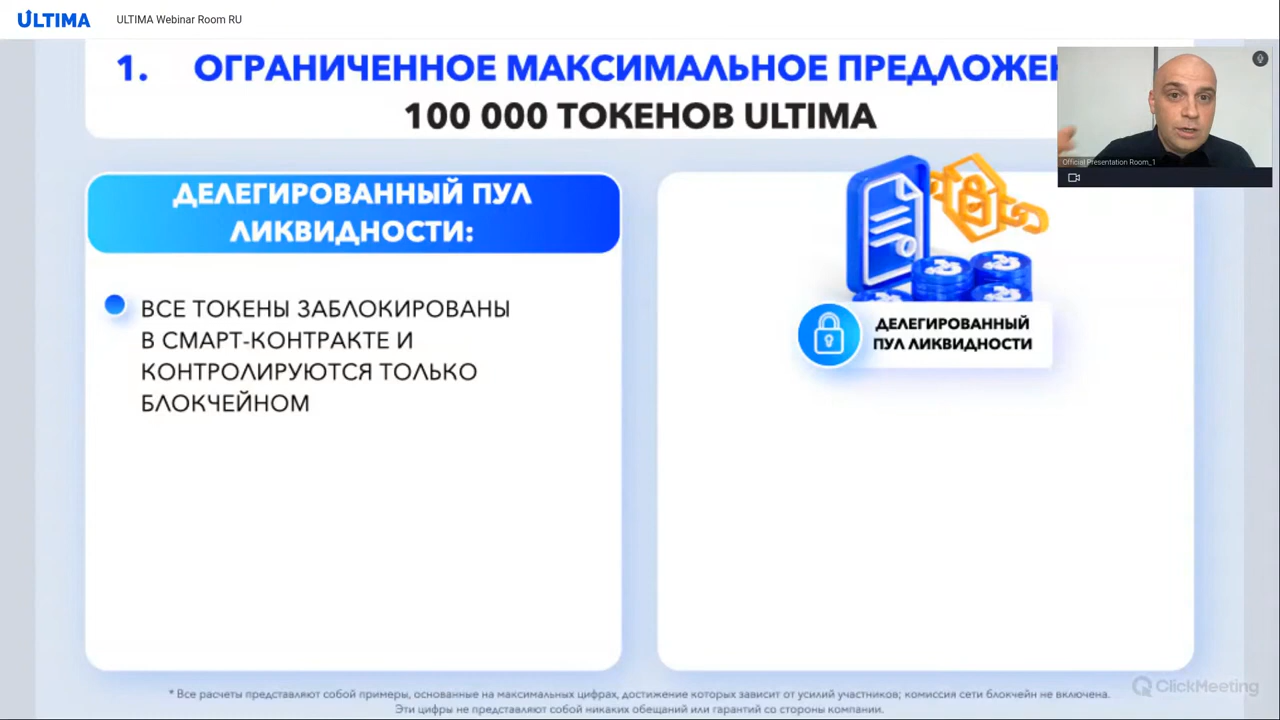 ULTIMA
ULTIMA Webinar Room RU
1. ОГРАНИЧЕННОЕ МАКСИМАЛЬНОЕ
100 000 ТОКЕНОВ ULTIMA
Official Presentation Room_1
ДЕЛЕГИРОВАННЫЙ ПУЛ
ЛИКВИДНОСТИ:
ВСЕ ТОКЕНЫ ЗАБЛОКИРОВАНЫ
В СМАРТ-КОНТРАКТЕ И
КОНТРОЛИРУЮТСЯ ТОЛЬКО
БЛОКЧЕЙНОМ
ДЕЛЕГИРОВАННЫЙ
ПУЛ ЛИКВИДНОСТИ
* Все расчеты представляют собой примеры, основанные на максимальных цифрах, достижение которых зависит от усилий участников; комиссия сети блокчейн не включена.
Эти цифры не представляют собой никаких обещаний или гарантий со стороны компании.
ClickMeeting